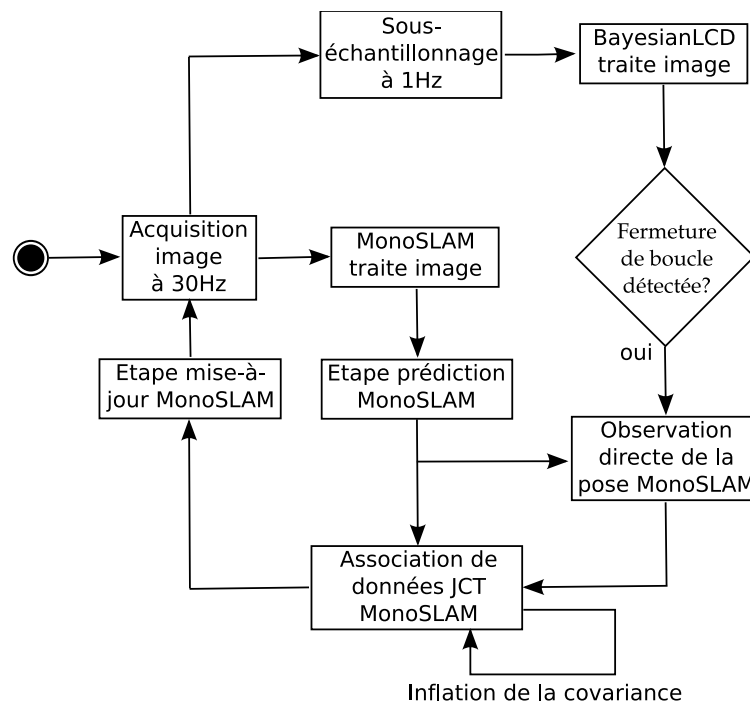 Sous-
échantillonnage
à 1Hz
BayesianLCD
traite image
Acquisition
image
à 30Hz
MonoSLAM
traite image
Fermeture
de boucle
détectée?
oui
Etape mise-à-
jour MonoSLAM
Etape prédiction
MonoSLAM
Observation
directe de la
pose MonoSLAM
Association de
données JCT
MonoSLAM
Inflation de la covariance